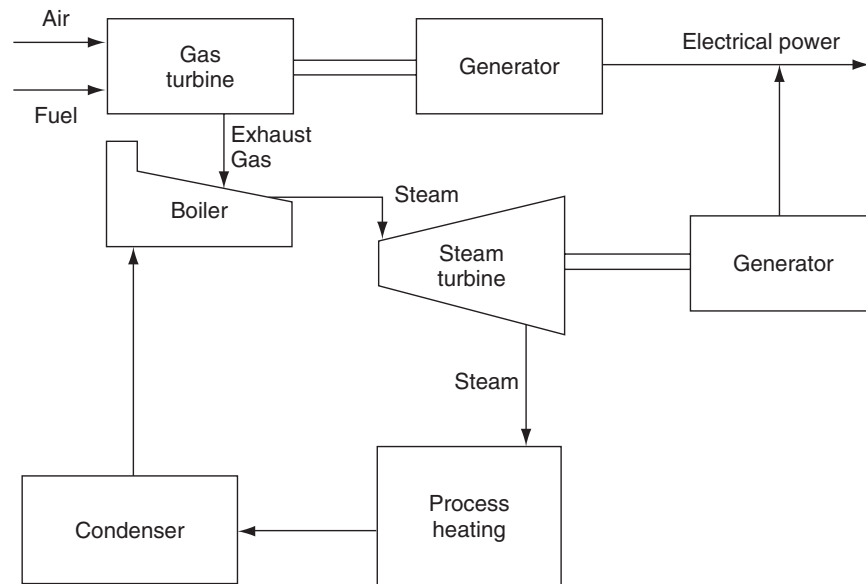 Air
Fuel
Gas
turbine
Generator
Electrical power
Exhaust
Gas
Boiler
Steam
Steam
turbine
Generator
Steam
Process
heating
Condenser